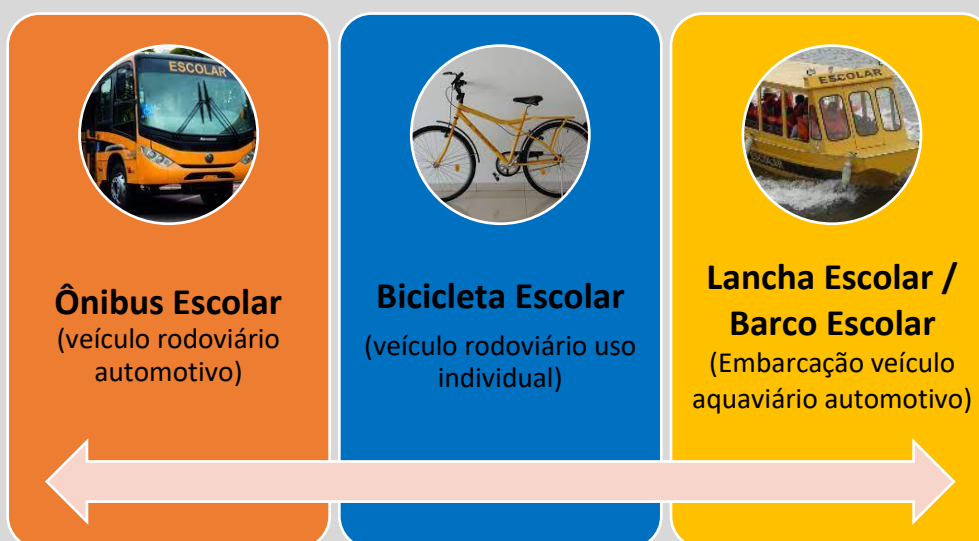 ESCOLAR
Ônibus Escolar
(veículo rodoviário
automotivo)
Bicicleta Escolar
(veículo rodoviário uso
individual)
ESCOLAR
ESCOLAR
Lancha Escolar /
Barco Escolar
(Embarcação veículo
aquaviário automotivo)